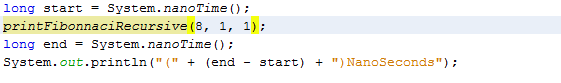 long start = System.nanoTime();
printFibonnaciRecursive(8, 1, 1);
long end = System.nanoTime();
System.out.println("(" + (end - start) + ")NanoSeconds");